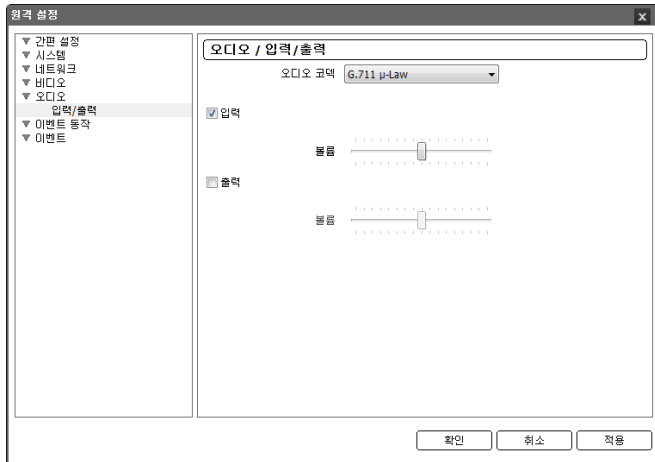 원격 설정
간편 설정
시스템
네트워크
비디오
오디오
입력/출력
이벤트 동작
이벤트
오디오 / 입력/출력
오디오 코덱 G.711 µ-Law
입력
볼륨
출력
볼륨
확인 취소 적용